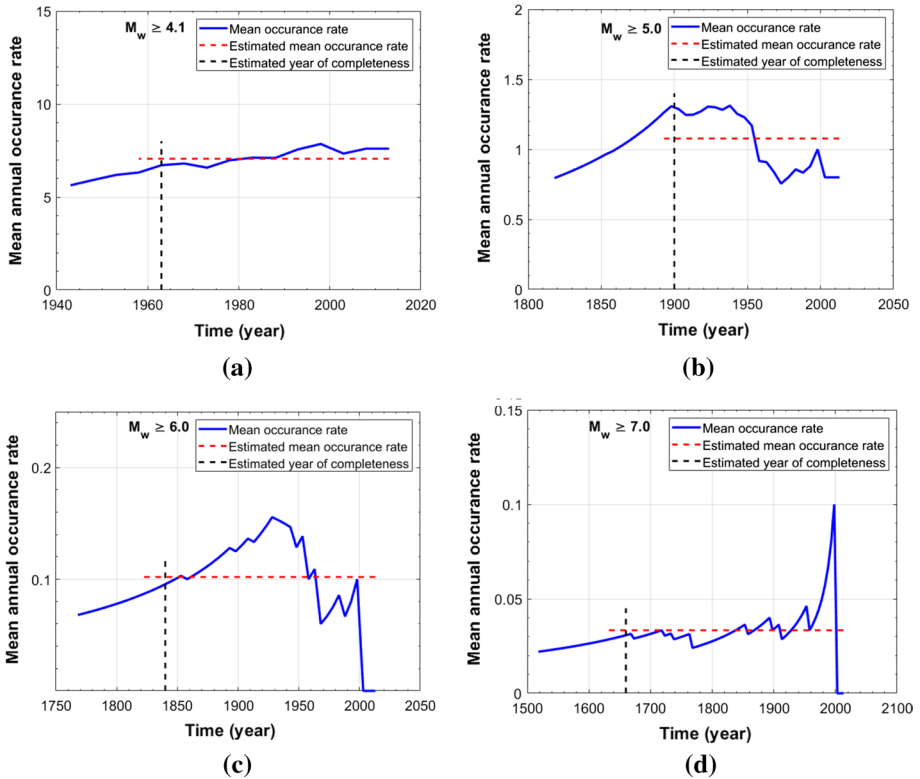 M_w ≥ 4.1
Mean occurance rate
Estimated mean occurance rate
Estimated year of completeness
15
10
5
0
Mean annual occurance rate
1940 1960 1980 2000 2020
Time (year)
(a)
M_w ≥ 5.0
Mean occurance rate
Estimated mean occurance rate
Estimated year of completeness
2
1.5
1
0.5
0
Mean annual occurance rate
1800 1850 1900 1950 2000 2050
Time (year)
(b)
M_w ≥ 6.0
Mean occurance rate
Estimated mean occurance rate
Estimated year of completeness
0.2
0.1
Mean annual occurance rate
1750 1800 1850 1900 1950 2000 2050
Time (year)
(c)
M_w ≥ 7.0
Mean occurance rate
Estimated mean occurance rate
Estimated year of completeness
0.15
0.1
0.05
0
Mean annual occurance rate
1500 1600 1700 1800 1900 2000 2100
Time (year)
(d)